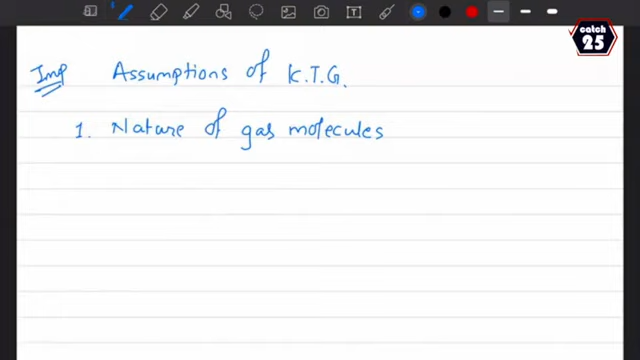 catch
25
Imp Assumptions of K.T.G.
1. Nature of gas molecules